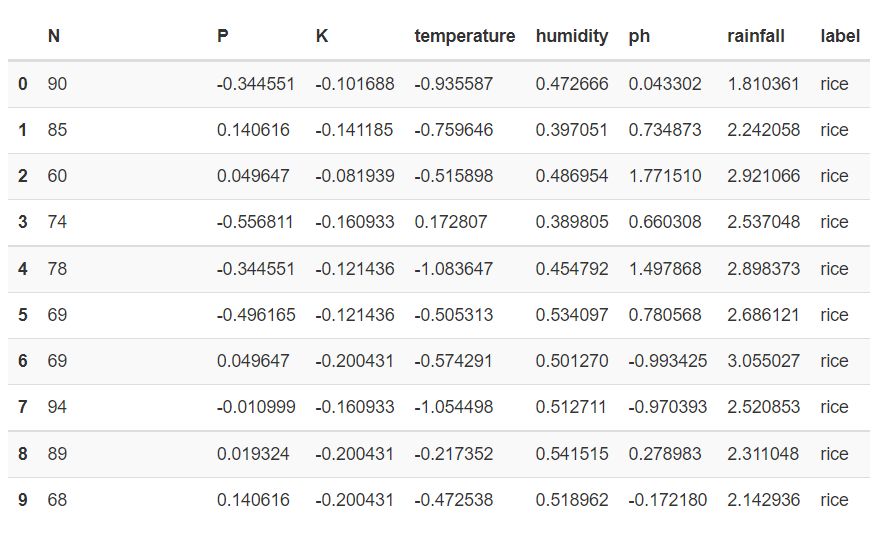 N P K temperature humidity ph rainfall label
0 90 -0.344551 -0.101688 -0.935587 0.472666 0.043302 1.810361 rice
1 85 0.140616 -0.141185 -0.759646 0.397051 0.734873 2.242058 rice
2 60 0.049647 -0.081939 -0.515898 0.486954 1.771510 2.921066 rice
3 74 -0.556811 -0.160933 0.172807 0.389805 0.660308 2.537048 rice
4 78 -0.344551 -0.121436 -1.083647 0.454792 1.497868 2.898373 rice
5 69 -0.496165 -0.121436 -0.505313 0.534097 0.780568 2.686121 rice
6 69 0.049647 -0.200431 -0.574291 0.501270 -0.993425 3.055027 rice
7 94 -0.010999 -0.160933 -1.054498 0.512711 -0.970393 2.520853 rice
8 89 0.019324 -0.200431 -0.217352 0.541515 0.278983 2.311048 rice
9 68 0.140616 -0.200431 -0.472538 0.518962 -0.172180 2.142936 rice